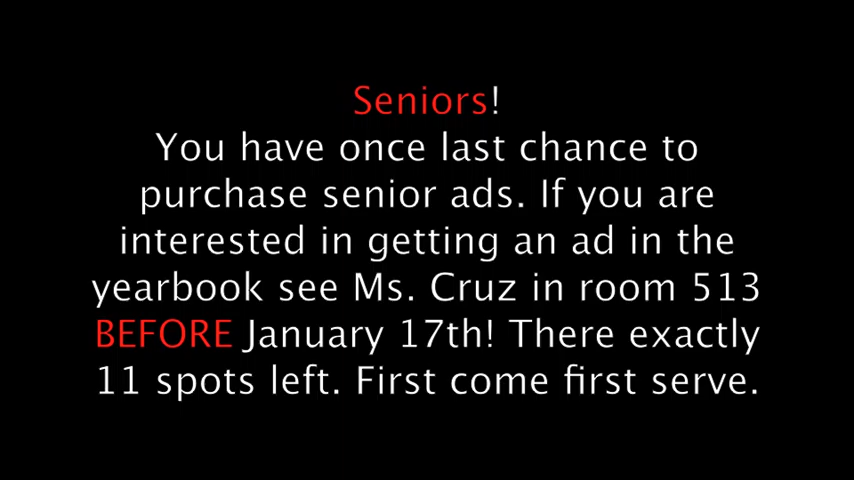 Seniors!
You have once last chance to
purchase senior ads. If you are
interested in getting an ad in the
yearbook see Ms. Cruz in room 513
BEFORE January 17th! There exactly
11 spots left. First come first serve.